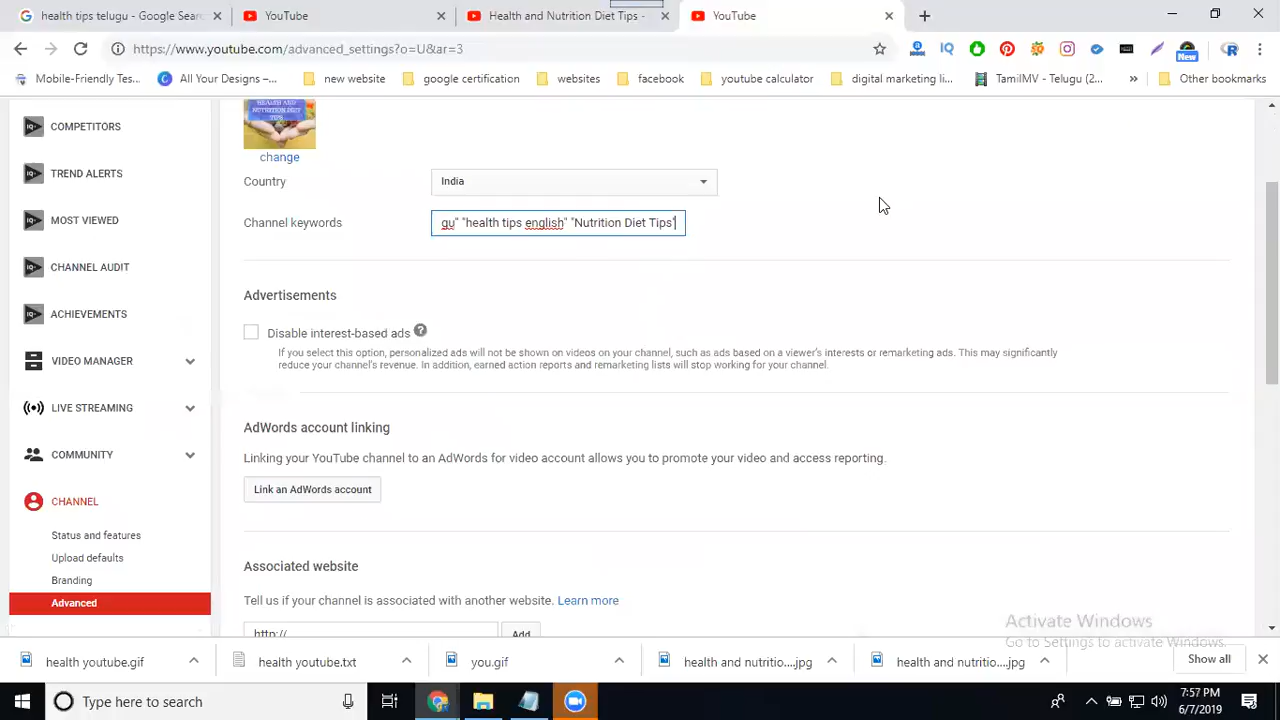 hips tips telugu - Google Search
YouTube
Health and Nutrition Diet Tips -
YouTube
https://www.youtube.com/advanced_settings?o=U&ar=3
New
Mobile-Friendly Tes...
All Your Designs –...
new website
google certification
websites
facebook
youtube calculator
digital marketing li...
TamilMV - Telugu (2...
Other bookmarks
HEALTH AND
NUTRITION DIET
TIPS
change
COMPETITORS
TREND ALERTS
MOST VIEWED
CHANNEL AUDIT
ACHIEVEMENTS
VIDEO MANAGER
LIVE STREAMING
COMMUNITY
CHANNEL
Status and features
Upload defaults
Branding
Advanced
Country
India
Channel keywords
gu" "health tips english" "Nutrition Diet Tips"
Advertisements
Disable interest-based ads
If you select this option, personalized ads will not be shown on videos on your channel, such as ads based on a viewer's interests or remarketing ads. This may significantly
reduce your channel's revenue. In addition, earned action reports and remarketing lists will stop working for your channel.
AdWords account linking
Linking your YouTube channel to an AdWords for video account allows you to promote your video and access reporting.
Link an AdWords account
Associated website
Tell us if your channel is associated with another website. Learn more
http://
Add
Activate Windows
Go to Settings to activate Windows.
health youtube.gif
health youtube.txt
you.gif
health and nutritio....jpg
health and nutritio....jpg
Show all
Type here to search
7:57 PM
6/7/2019